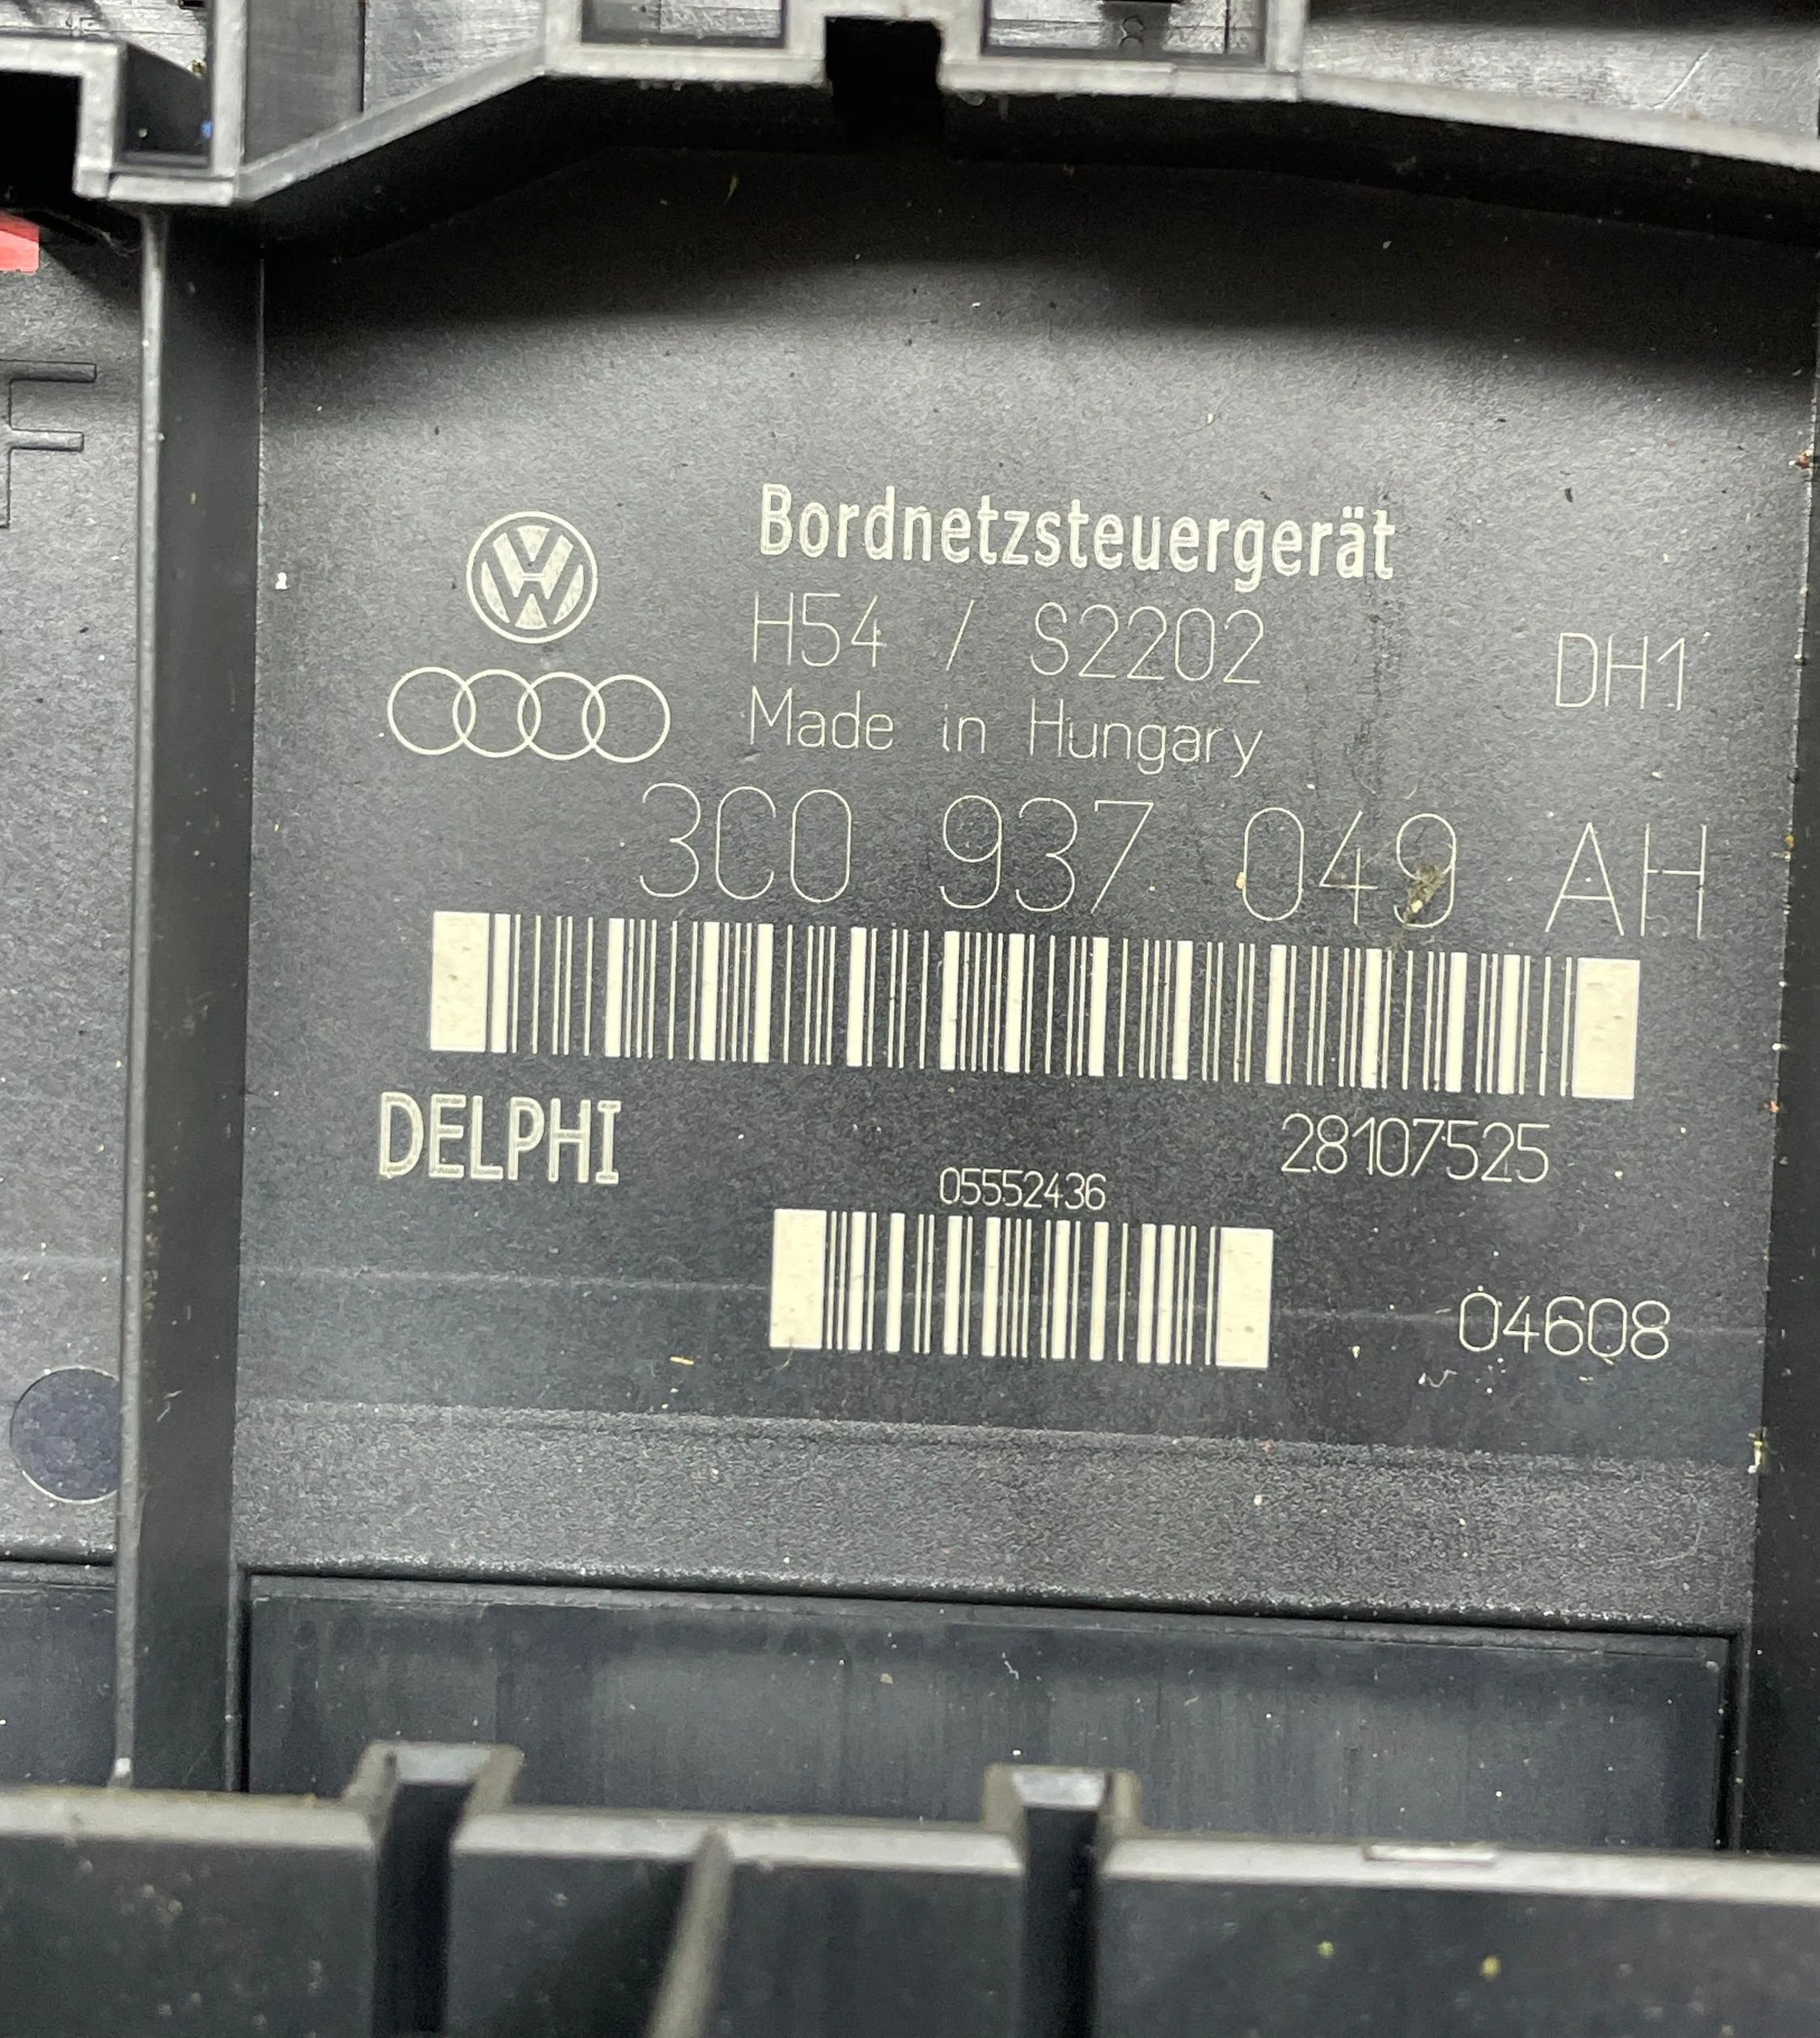 F
Bordnetzsteuergerät
H54 / S2202 DH1
Made in Hungary
3C0 937 049 AH
DELPHI 28107525
05552436
04608